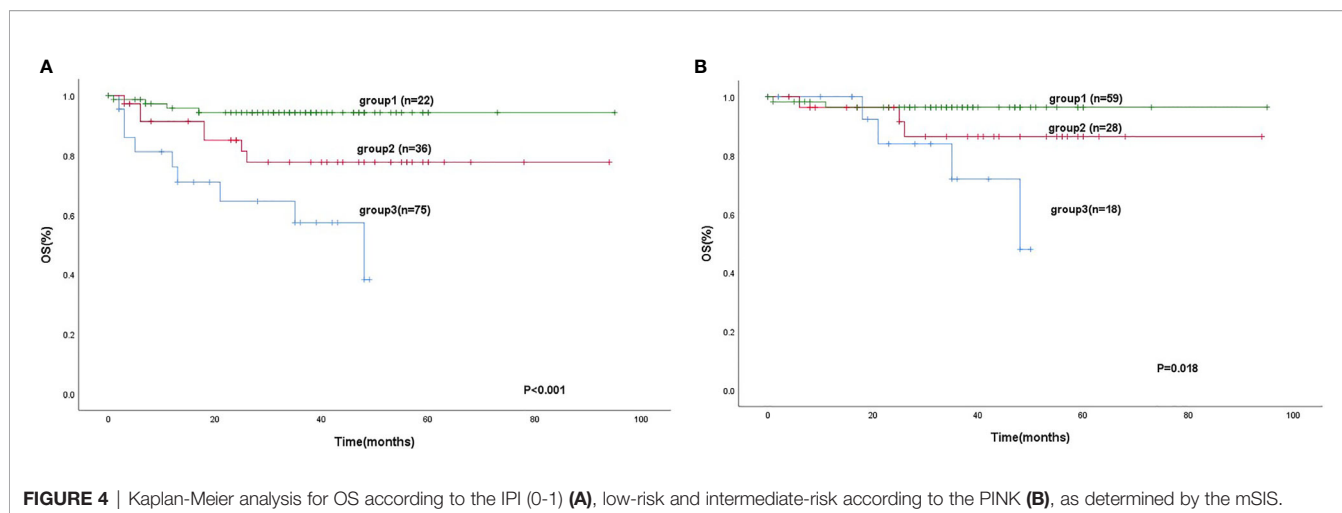 A
group1 (n=22)
group2 (n=36)
group3(n=75)
1.0
0.8
0.6
0.4
0.2
0.0
OS(%)
P<0.001
0 20 40 60 80 100
Time(months)
B
group1 (n=59)
group2 (n=28)
group3(n=18)
1.0
0.8
0.6
0.4
0.2
0.0
OS(%)
P=0.018
0 20 40 60 80 100
Time(months)
FIGURE 4 | Kaplan-Meier analysis for OS according to the IPI (0-1) (A), low-risk and intermediate-risk according to the PINK (B), as determined by the mSIS.